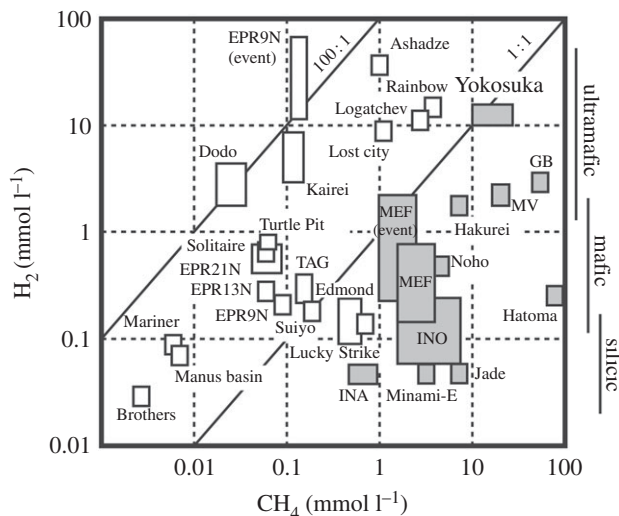 100
10
1
0.1
0.01
H₂ (mmol l⁻¹)
0.01
0.1
1
10
100
CH₄ (mmol l⁻¹)
EPR9N
(event)
100:1
Ashadze
1:1
Rainbow
Yokosuka
Logatchev
Lost city
Dodo
Kairei
GB
MV
Hakurei
MEF
(event)
Turtle Pit
Solitaire
EPR21N
TAG
Noho
MEF
EPR13N
Edmond
Hatoma
EPR9N
Suiyo
Mariner
Lucky Strike
INO
Manus basin
INA
Minami-E
Jade
Brothers
ultramafic
mafic
silicic